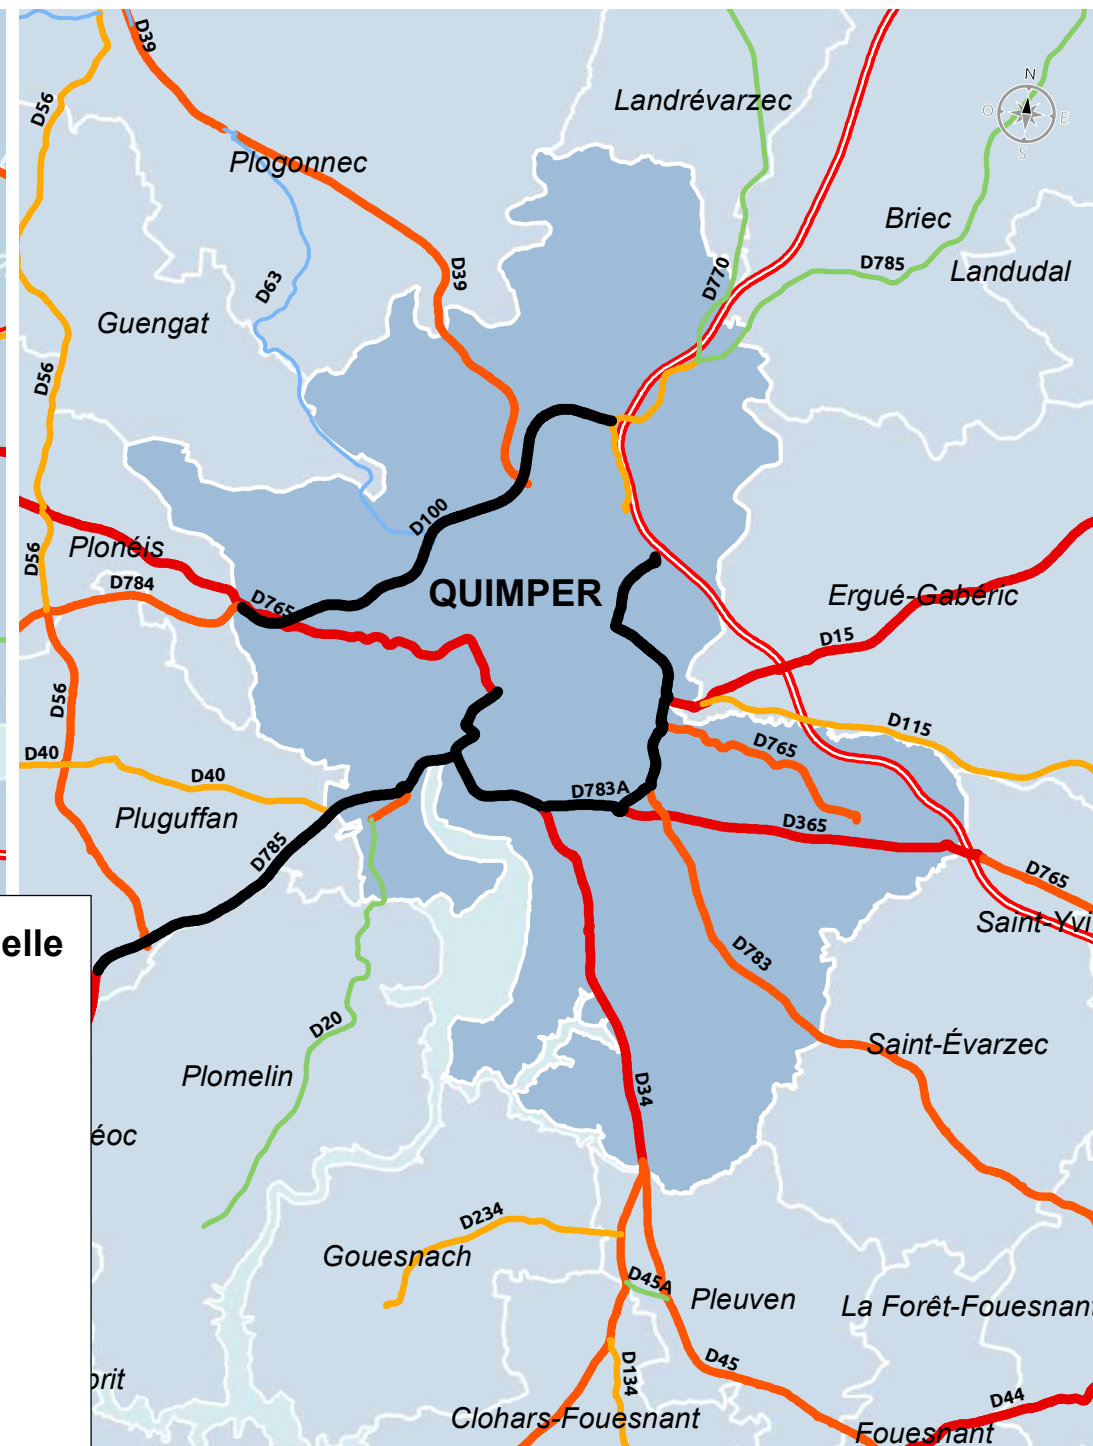 D39
D56
Landrévarzec
N
O
E
S
Plogonnec
Briec
D39
D770
D785
Landudal
D63
Guengat
D56
D100
Plonéis
D56
D784
D765
QUIMPER
Ergué-Gabéric
D15
D56
D115
D40
D765
D40
D783A
Pluguffan
D365
D785
D765
elle
Saint-Yvi
D783
D20
Saint-Évarzec
Plomelin
D34
éoc
D234
Gouesnach
D45A
Pleuven
La Forêt-Fouesnant
D45
D134
orit
D44
Clohars-Fouesnant
Fouesnant